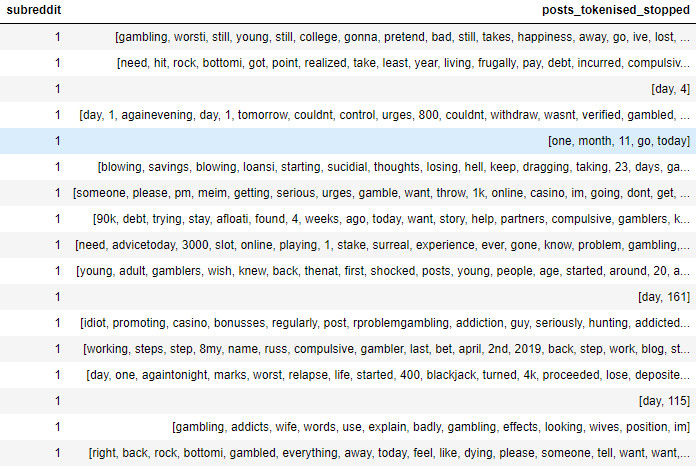 subreddit posts_tokenised_stopped
1 [gambling, worsti, still, young, still, college, gonna, pretend, bad, still, takes, happiness, away, go, ive, lost, ...
1 [need, hit, rock, bottomi, got, point, realized, take, least, year, living, frugally, pay, debt, incurred, compulsiv...
1 [day, 4]
1 [day, 1, againevening, day, 1, tomorrow, couldnt, control, urges, 800, couldnt, withdraw, wasnt, verified, gambled, ...
1 [one, month, 11, go, today]
1 [blowing, savings, blowing, loansi, starting, sucidial, thoughts, losing, hell, keep, dragging, taking, 23, days, ga...
1 [someone, please, pm, meim, getting, serious, urges, gamble, want, throw, 1k, online, casino, im, going, dont, get, ...
1 [90k, debt, trying, stay, afloati, found, 4, weeks, ago, today, want, story, help, partners, compulsive, gamblers, k...
1 [need, advicetoday, 3000, slot, online, playing, 1, stake, surreal, experience, ever, gone, know, problem, gambling,...
1 [young, adult, gamblers, wish, knew, back, thenat, first, shocked, posts, young, people, age, started, around, 20, a...
1 [day, 161]
1 [idiot, promoting, casino, bonusses, regularly, post, rproblemgambling, addiction, guy, seriously, hunting, addicted...
1 [working, steps, step, 8my, name, russ, compulsive, gambler, last, bet, april, 2nd, 2019, back, step, work, blog, st...
1 [day, one, againtonight, marks, worst, relapse, life, started, 400, blackjack, turned, 4k, proceeded, lose, deposite...
1 [day, 115]
1 [gambling, addicts, wife, words, use, explain, badly, gambling, effects, looking, wives, position, im]
1 [right, back, rock, bottomi, gambled, everything, away, today, feel, like, dying, please, someone, tell, want, want,...